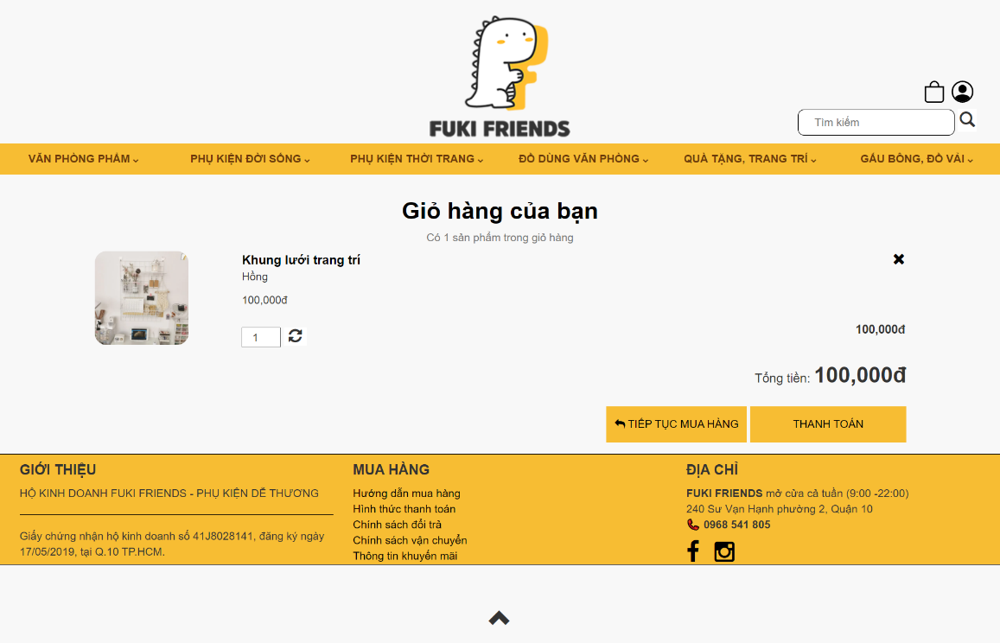 FUKI FRIENDS
Tìm kiếm
VĂN PHÒNG PHẨM
PHỤ KIỆN ĐỜI SỐNG
PHỤ KIỆN THỜI TRANG
ĐỒ DÙNG VĂN PHÒNG
QUÀ TẶNG, TRANG TRÍ
GẤU BÔNG, ĐỒ VẢI
Giỏ hàng của bạn
Có 1 sản phẩm trong giỏ hàng
Khung lưới trang trí
Hồng
100,000đ
1
100,000đ
Tổng tiền: 100,000đ
TIẾP TỤC MUA HÀNG
THANH TOÁN
GIỚI THIỆU
HỘ KINH DOANH FUKI FRIENDS - PHỤ KIỆN DỄ THƯƠNG
Giấy chứng nhận hộ kinh doanh số 41J8028141, đăng ký ngày
17/05/2019, tại Q.10 TP.HCM.
MUA HÀNG
Hướng dẫn mua hàng
Hình thức thanh toán
Chính sách đổi trả
Chính sách vận chuyển
Thông tin khuyến mãi
ĐỊA CHỈ
FUKI FRIENDS mở cửa cả tuần (9:00 -22:00)
240 Sư Vạn Hạnh phường 2, Quận 10
0968 541 805